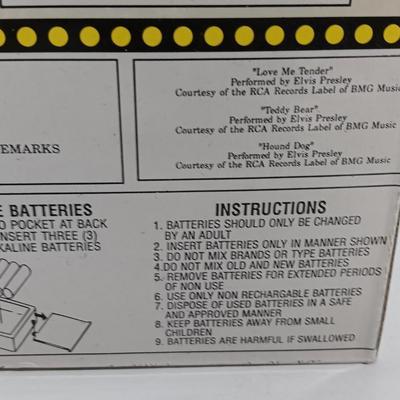 "Love Me Tender"
Performed by Elvis Presley
Courtesy of the RCA Records Label of BMG Music
"Teddy Bear"
Performed by Elvis Presley
Courtesy of the RCA Records Label of BMG Music
"Hound Dog"
Performed by Elvis Presley
Courtesy of the RCA Records Label of BMG Music
EMARKS
E BATTERIES
O POCKET AT BACK
NSERT THREE (3)
KALINE BATTERIES
INSTRUCTIONS
1. BATTERIES SHOULD ONLY BE CHANGED
BY AN ADULT
2. INSERT BATTERIES ONLY IN MANNER SHOWN
3. DO NOT MIX BRANDS OR TYPE BATTERIES
4.DO NOT MIX OLD AND NEW BATTERIES
5. REMOVE BATTERIES FOR EXTENDED PERIODS
OF NON USE
6. USE ONLY NON RECHARGABLE BATTERIES
7. DISPOSE OF USED BATTERIES IN A SAFE
AND APPROVED MANNER
8. KEEP BATTERIES AWAY FROM SMALL
CHILDREN
9. BATTERIES ARE HARMFUL IF SWALLOWED